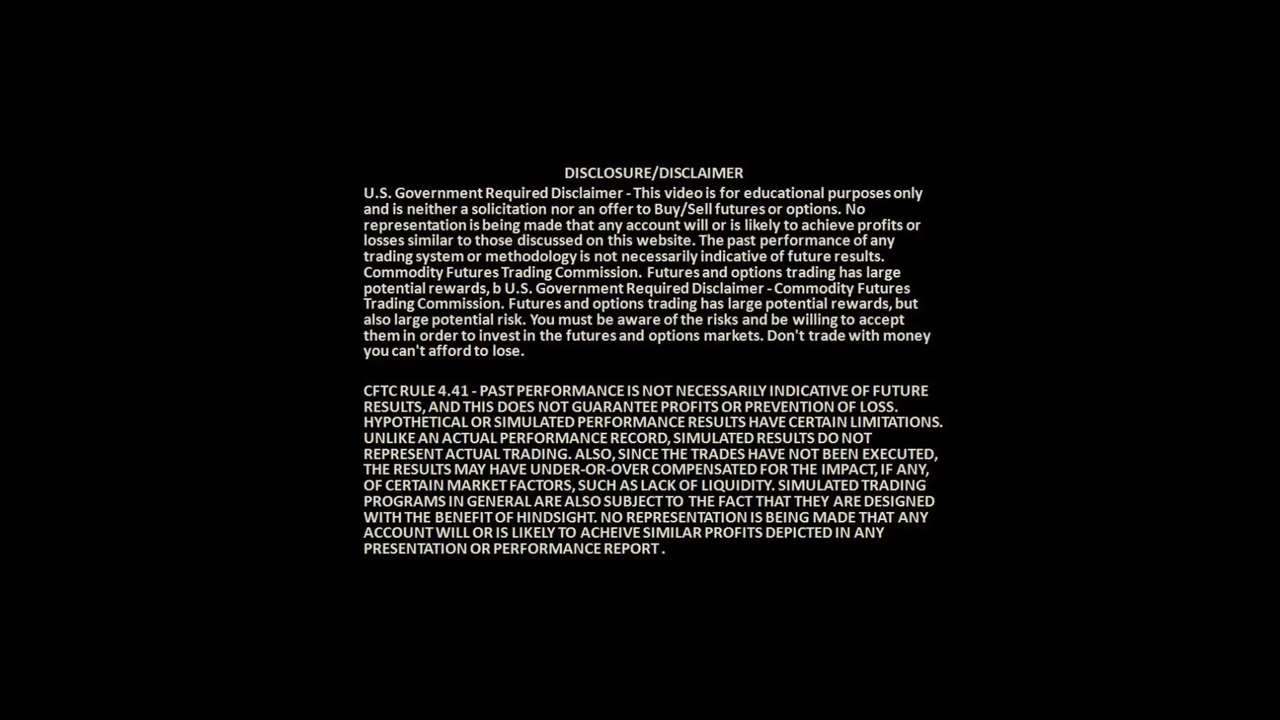 DISCLOSURE/DISCLAIMER
U.S. Government Required Disclaimer - This video is for educational purposes only
and is neither a solicitation nor an offer to Buy/Sell futures or options. No
representation is being made that any account will or is likely to achieve profits or
losses similar to those discussed on this website. The past performance of any
trading system or methodology is not necessarily indicative of future results.
Commodity Futures Trading Commission. Futures and options trading has large
potential rewards, b U.S. Government Required Disclaimer - Commodity Futures
Trading Commission. Futures and options trading has large potential rewards, but
also large potential risk. You must be aware of the risks and be willing to accept
them in order to invest in the futures and options markets. Don't trade with money
you can't afford to lose.
CFTC RULE 4.41 - PAST PERFORMANCE IS NOT NECESSARILY INDICATIVE OF FUTURE
RESULTS, AND THIS DOES NOT GUARANTEE PROFITS OR PREVENTION OF LOSS.
HYPOTHETICAL OR SIMULATED PERFORMANCE RESULTS HAVE CERTAIN LIMITATIONS.
UNLIKE AN ACTUAL PERFORMANCE RECORD, SIMULATED RESULTS DO NOT
REPRESENT ACTUAL TRADING. ALSO, SINCE THE TRADES HAVE NOT BEEN EXECUTED,
THE RESULTS MAY HAVE UNDER-OR-OVER COMPENSATED FOR THE IMPACT, IF ANY,
OF CERTAIN MARKET FACTORS, SUCH AS LACK OF LIQUIDITY. SIMULATED TRADING
PROGRAMS IN GENERAL ARE ALSO SUBJECT TO THE FACT THAT THEY ARE DESIGNED
WITH THE BENEFIT OF HINDSIGHT. NO REPRESENTATION IS BEING MADE THAT ANY
ACCOUNT WILL OR IS LIKELY TO ACHEIVE SIMILAR PROFITS DEPICTED IN ANY
PRESENTATION OR PERFORMANCE REPORT .